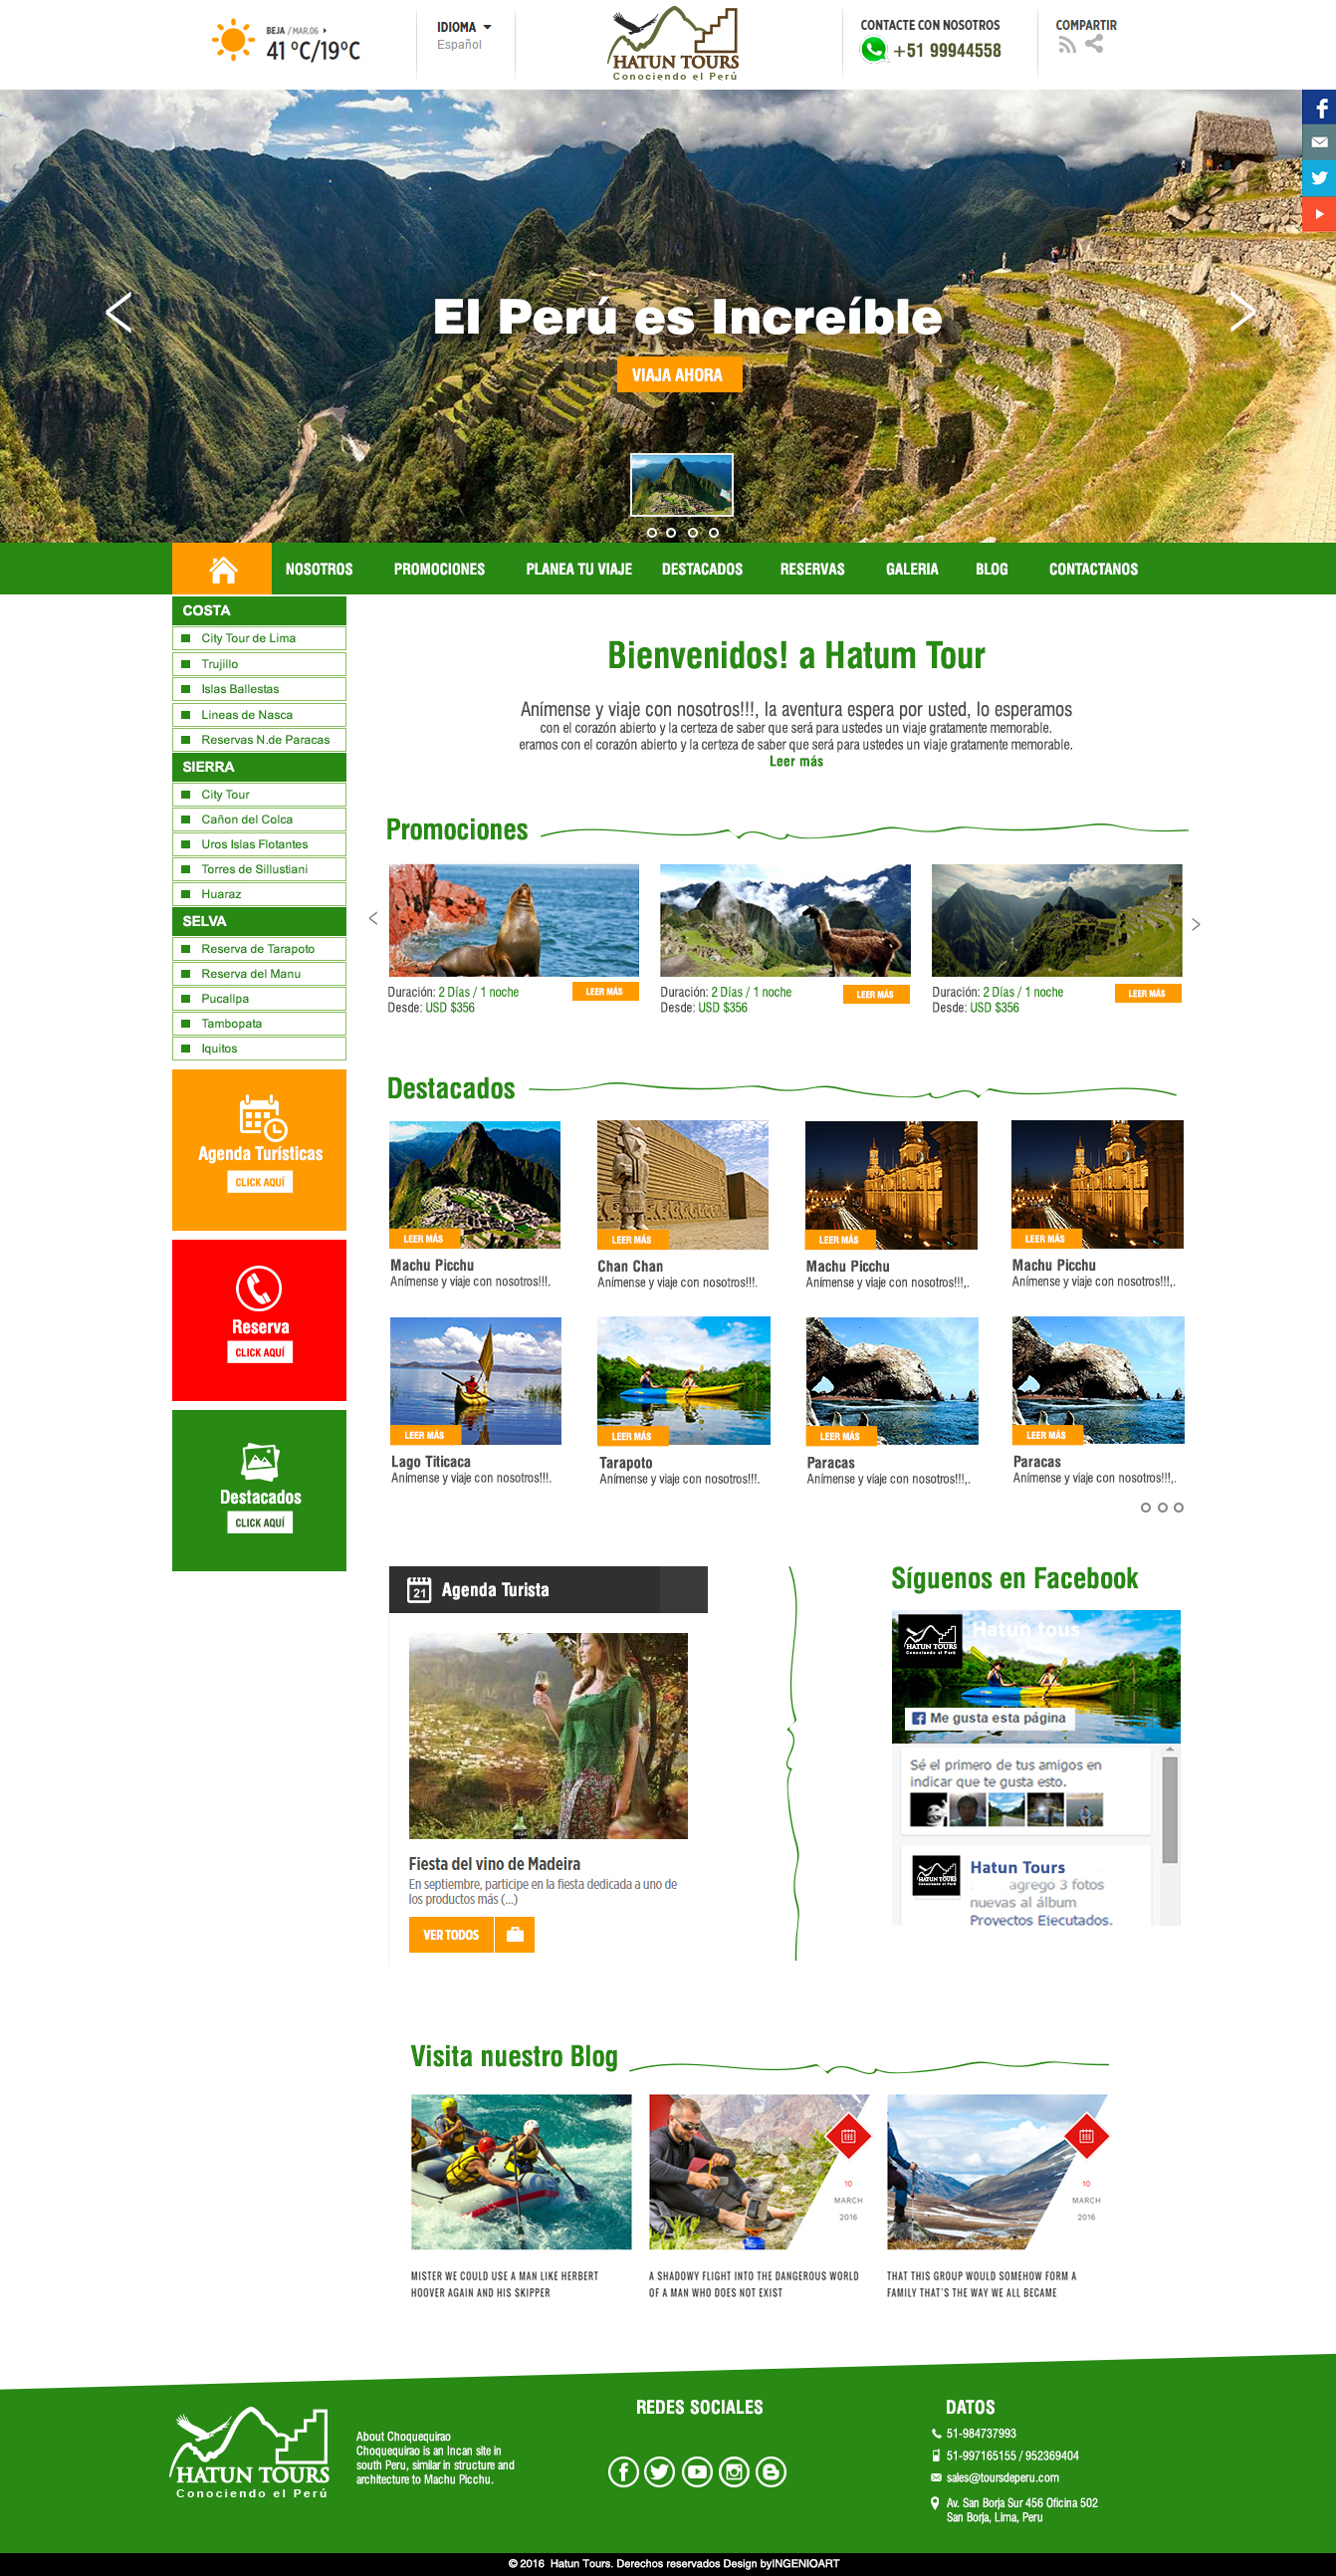 BEJA / MAR.06
41 ºC/19ºC
IDIOMA
Español
HATUN TOURS
Conociendo el Perú
CONTACTE CON NOSOTROS
+51 99944558
COMPARTIR
El Perú es Increíble
VIAJA AHORA
NOSOTROS PROMOCIONES PLANEA TU VIAJE DESTACADOS RESERVAS GALERIA BLOG CONTACTANOS
COSTA
City Tour de Lima
Trujillo
Islas Ballestas
Lineas de Nasca
Reservas N.de Paracas
SIERRA
City Tour
Cañon del Colca
Uros Islas Flotantes
Torres de Sillustiani
Huaraz
SELVA
Reserva de Tarapoto
Reserva del Manu
Pucallpa
Tambopata
Iquitos
Agenda Turísticas
CLICK AQUÍ
Reserva
CLICK AQUÍ
Destacados
CLICK AQUÍ
Bienvenidos! a Hatum Tour
Anímense y viaje con nosotros!!!, la aventura espera por usted, lo esperamos
con el corazón abierto y la certeza de saber que será para ustedes un viaje gratamente memorable.
eramos con el corazón abierto y la certeza de saber que será para ustedes un viaje gratamente memorable.
Leer más
Promociones
Duración: 2 Días / 1 noche
Desde: USD $356
LEER MÁS
Duración: 2 Días / 1 noche
Desde: USD $356
LEER MÁS
Duración: 2 Días / 1 noche
Desde: USD $356
LEER MÁS
Destacados
LEER MÁS
Machu Picchu
Anímense y viaje con nosotros!!!.
LEER MÁS
Chan Chan
Anímense y viaje con nosotros!!!.
LEER MÁS
Machu Picchu
Anímense y viaje con nosotros!!!,.
LEER MÁS
Machu Picchu
Anímense y viaje con nosotros!!!,.
LEER MÁS
Lago Titicaca
Anímense y viaje con nosotros!!!.
LEER MÁS
Tarapoto
Anímense y viaje con nosotros!!!.
LEER MÁS
Paracas
Anímense y viaje con nosotros!!!,.
LEER MÁS
Paracas
Anímense y viaje con nosotros!!!,.
21
Agenda Turista
Fiesta del vino de Madeira
En septiembre, participe en la fiesta dedicada a uno de
los productos más (...)
VER TODOS
Síguenos en Facebook
HATUN TOURS
Conociendo el Perú
Hatun tous
Me gusta esta página
Sé el primero de tus amigos en
indicar que te gusta esto.
HATUN TOURS
Conociendo el Perú
Hatun Tours
agregó 3 fotos
nuevas al álbum
Proyectos Ejecutados.
Visita nuestro Blog
MISTER WE COULD USE A MAN LIKE HERBERT
HOOVER AGAIN AND HIS SKIPPER
10
MARCH
2016
A SHADOWY FLIGHT INTO THE DANGEROUS WORLD
OF A MAN WHO DOES NOT EXIST
10
MARCH
2016
THAT THIS GROUP WOULD SOMEHOW FORM A
FAMILY THAT'S THE WAY WE ALL BECAME
HATUN TOURS
Conociendo el Perú
About Choquequirao
Choquequirao is an Incan site in
south Peru, similar in structure and
architecture to Machu Picchu.
REDES SOCIALES
DATOS
51-984737993
51-997165155 / 952369404
sales@toursdeperu.com
Av. San Borja Sur 456 Oficina 502
San Borja, Lima, Peru
© 2016 Hatun Tours. Derechos reservados Design byINGENIOART